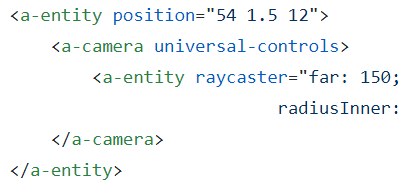 <a-entity position="54 1.5 12">
<a-camera universal-controls>
<a-entity raycaster="far: 150;
radiusInner:
</a-camera>
</a-entity>